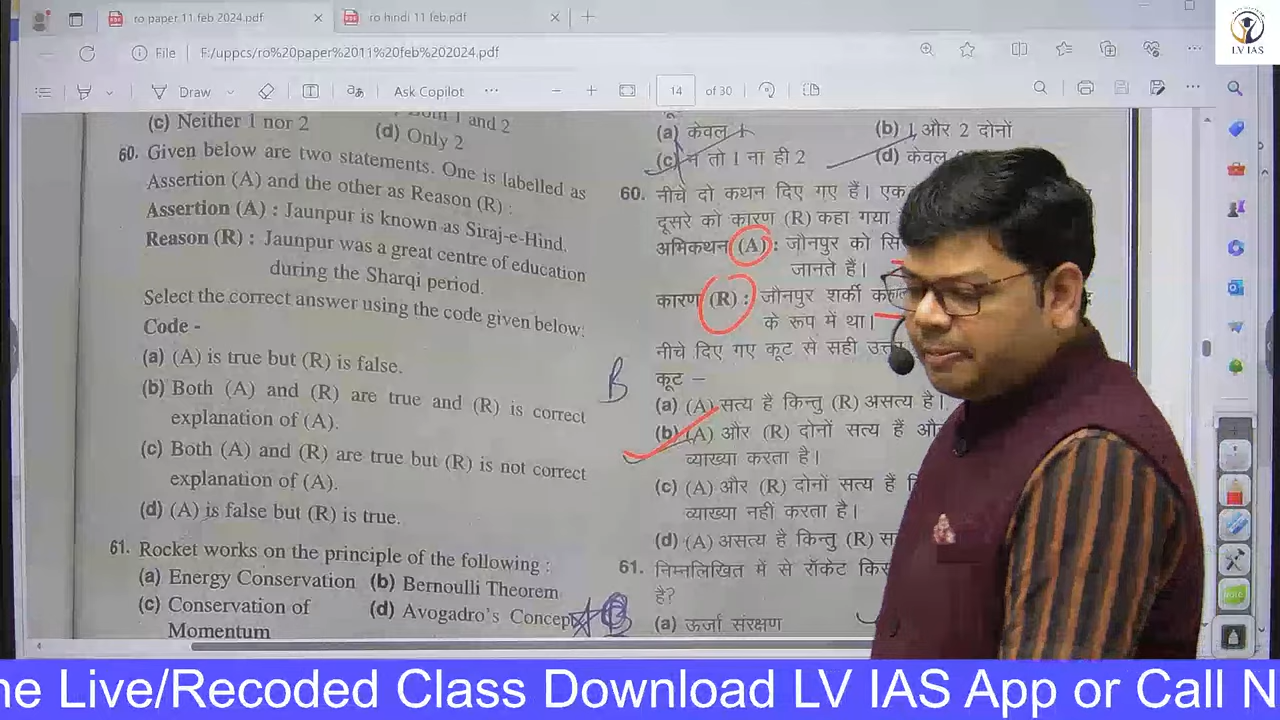 ro paper 11 feb 2024.pdf
ro hindi 11 feb.pdf
File
F:/uppcs/ro%20paper%2011%20feb%202024.pdf
LV IAS
Draw
Ask Copilot
14
of 30
(c) Neither 1 nor 2
1 and 2
(d) Only 2
60. Given below are two statements. One is labelled as
Assertion (A) and the other as Reason (R) :
Assertion (A) : Jaunpur is known as Siraj-e-Hind.
Reason (R) : Jaunpur was a great centre of education
during the Sharqi period.
Select the correct answer using the code given below:
Code -
(a) (A) is true but (R) is false.
(b) Both (A) and (R) are true and (R) is correct
explanation of (A).
(c) Both (A) and (R) are true but (R) is not correct
explanation of (A).
(d) (A) is false but (R) is true.
61. Rocket works on the principle of the following :
(a) Energy Conservation (b) Bernoulli Theorem
(c) Conservation of (d) Avogadro's Concept
Momentum
B
(a) केवल 1
(b) 1 और 2 दोनों
(c) न तो 1 ना ही 2
(d) केवल
60. नीचे दो कथन दिए गए हैं। एक
दूसरे को कारण (R) कहा गया
अभिकथन (A) : जौनपुर को सि
जानते हैं।
कारण (R) : जौनपुर शर्की का
के रूप में था।
नीचे दिए गए कूट से सही उत्त
कूट –
(a) (A) सत्य है किन्तु (R) असत्य है।
(b) (A) और (R) दोनों सत्य हैं औ
व्याख्या करता है।
(c) (A) और (R) दोनों सत्य हैं
व्याख्या नही करता है।
(d) (A) असत्य है किन्तु (R) स
61. निम्नलिखित में से रॉकेट किस
है?
(a) ऊर्जा संरक्षण
ne Live/Recoded Class Download LV IAS App or Call N